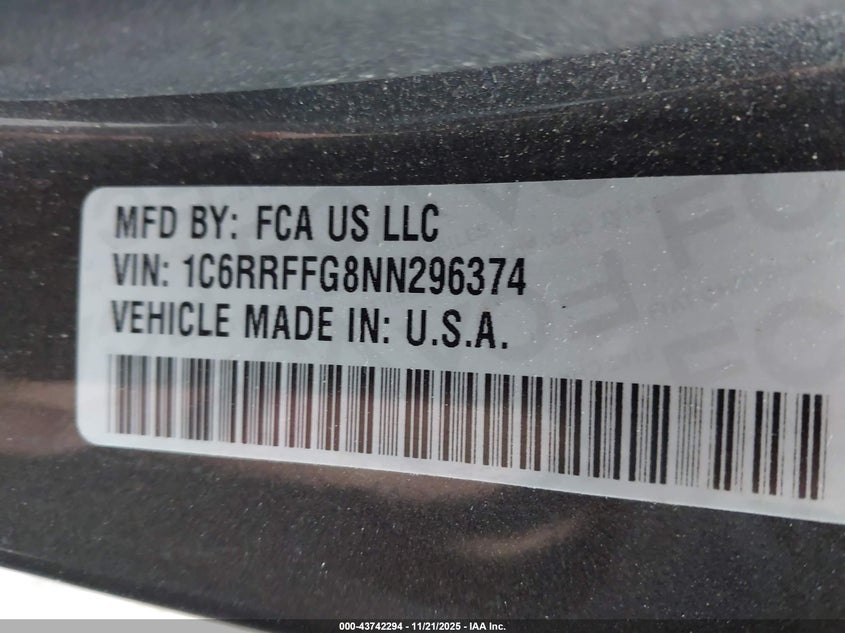 MFD BY: FCA US LLC
VIN: 1C6RRFFG8NN296374
VEHICLE MADE IN: U.S.A.
000-43742294 - 11/21/2025 - IAA Inc.